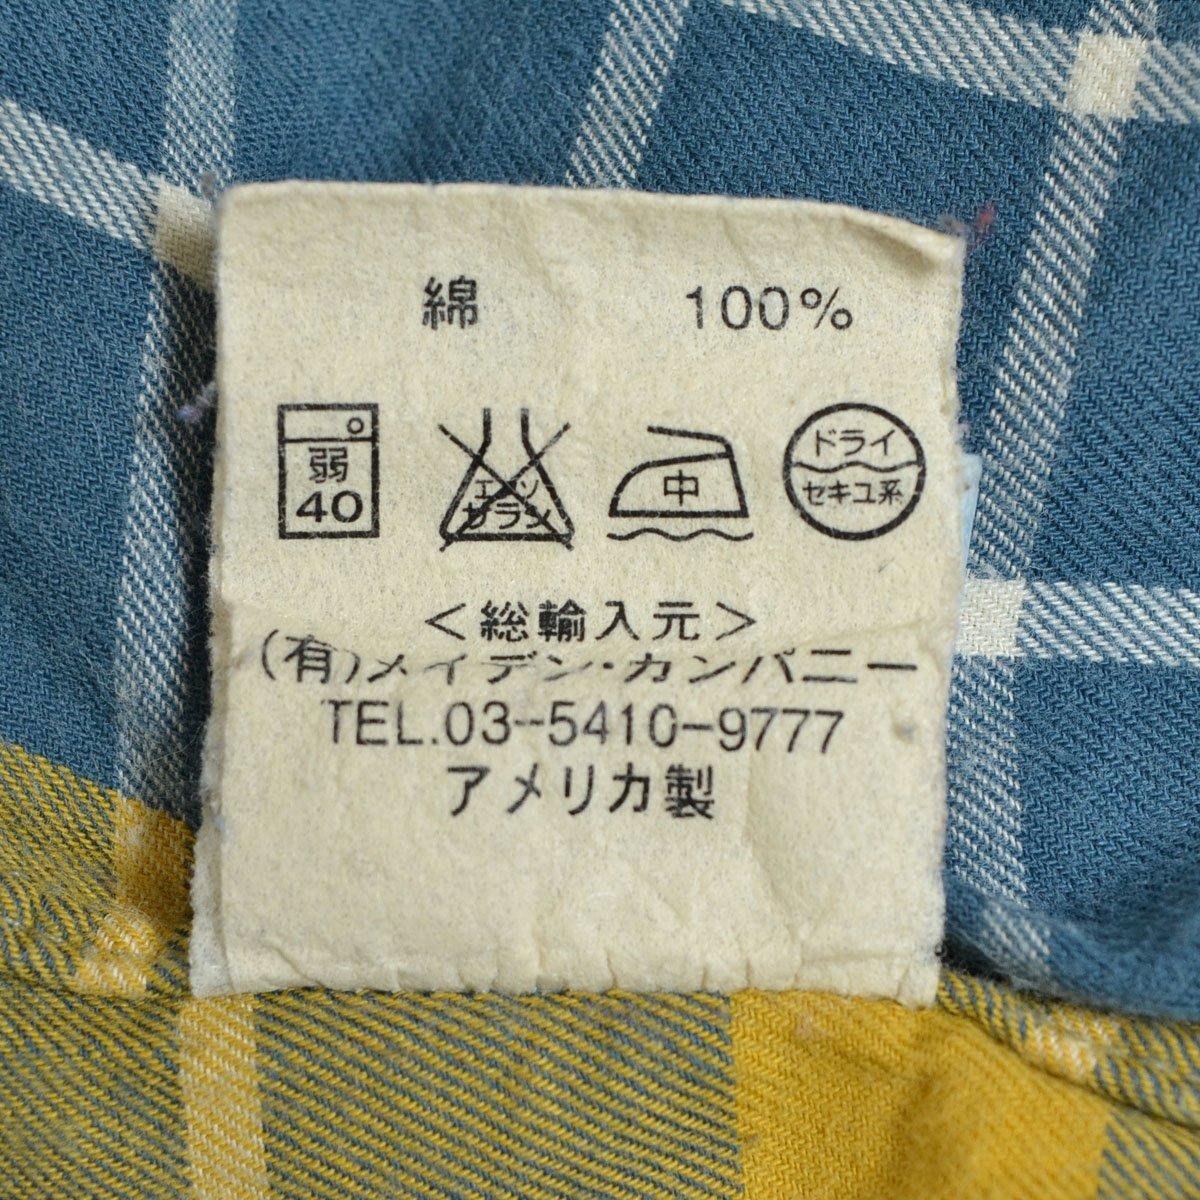 綿 100%
弱 40 エンソ サラシ 中 ドライ セキユ系
<総輸入元>
(有)メイデン・カンパニー
TEL.03-5410-9777
アメリカ製